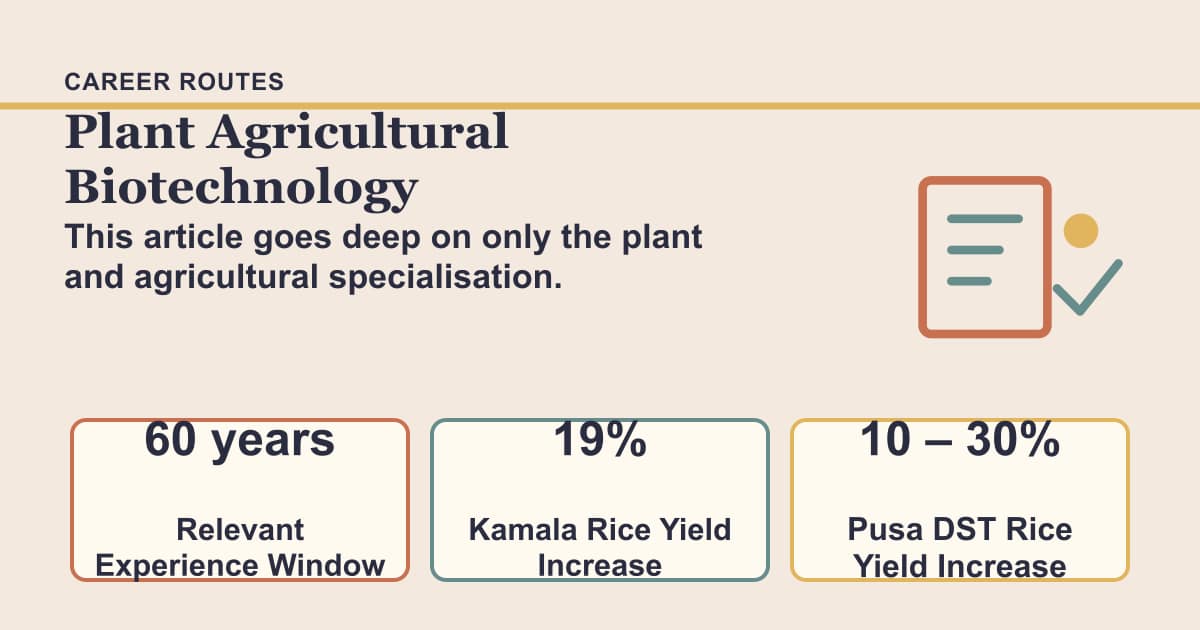 CAREER ROUTES
Plant Agricultural
Biotechnology
This article goes deep on only the plant
and agricultural specialisation.
60 years
Relevant
Experience Window
19%
Kamala Rice Yield
Increase
10 – 30%
Pusa DST Rice
Yield Increase